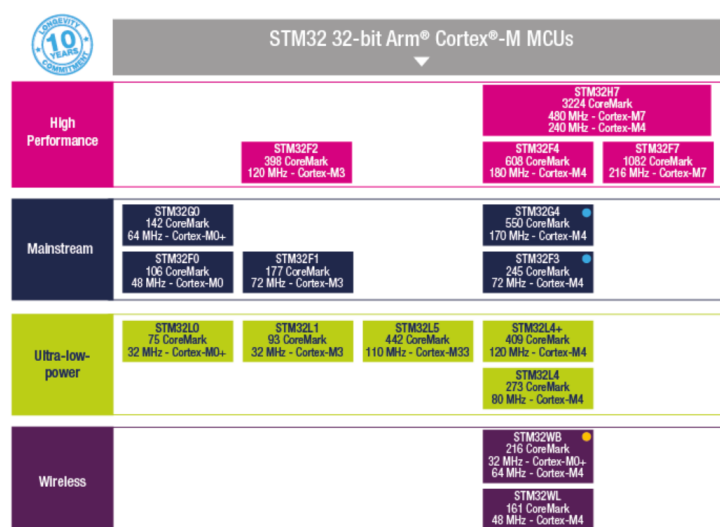 LONGEVITY
10
YEARS
COMMITMENT
STM32 32-bit Arm® Cortex®-M MCUs
High
Performance
STM32H7
3224 CoreMark
480 MHz - Cortex-M7
240 MHz - Cortex-M4
STM32F2
398 CoreMark
120 MHz - Cortex-M3
STM32F4
608 CoreMark
180 MHz - Cortex-M4
STM32F7
1082 CoreMark
216 MHz - Cortex-M7
Mainstream
STM32G0
142 CoreMark
64 MHz - Cortex-M0+
STM32G4
550 CoreMark
170 MHz - Cortex-M4
STM32F0
106 CoreMark
48 MHz - Cortex-M0
STM32F1
177 CoreMark
72 MHz - Cortex-M3
STM32F3
245 CoreMark
72 MHz - Cortex-M4
Ultra-low-
power
STM32L0
75 CoreMark
32 MHz - Cortex-M0+
STM32L1
93 CoreMark
32 MHz - Cortex-M3
STM32L5
442 CoreMark
110 MHz - Cortex-M33
STM32L4+
409 CoreMark
120 MHz - Cortex-M4
STM32L4
273 CoreMark
80 MHz - Cortex-M4
Wireless
STM32WB
216 CoreMark
32 MHz - Cortex-M0+
64 MHz - Cortex-M4
STM32WL
161 CoreMark
48 MHz - Cortex-M4